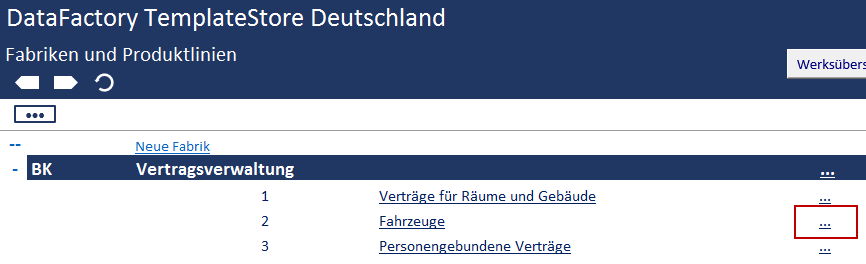 DataFactory TemplateStore Deutschland
Fabriken und Produktlinien
Werksübers
...
-- Neue Fabrik
- BK Vertragsverwaltung ...
1 Verträge für Räume und Gebäude ...
2 Fahrzeuge ...
3 Personengebundene Verträge ...